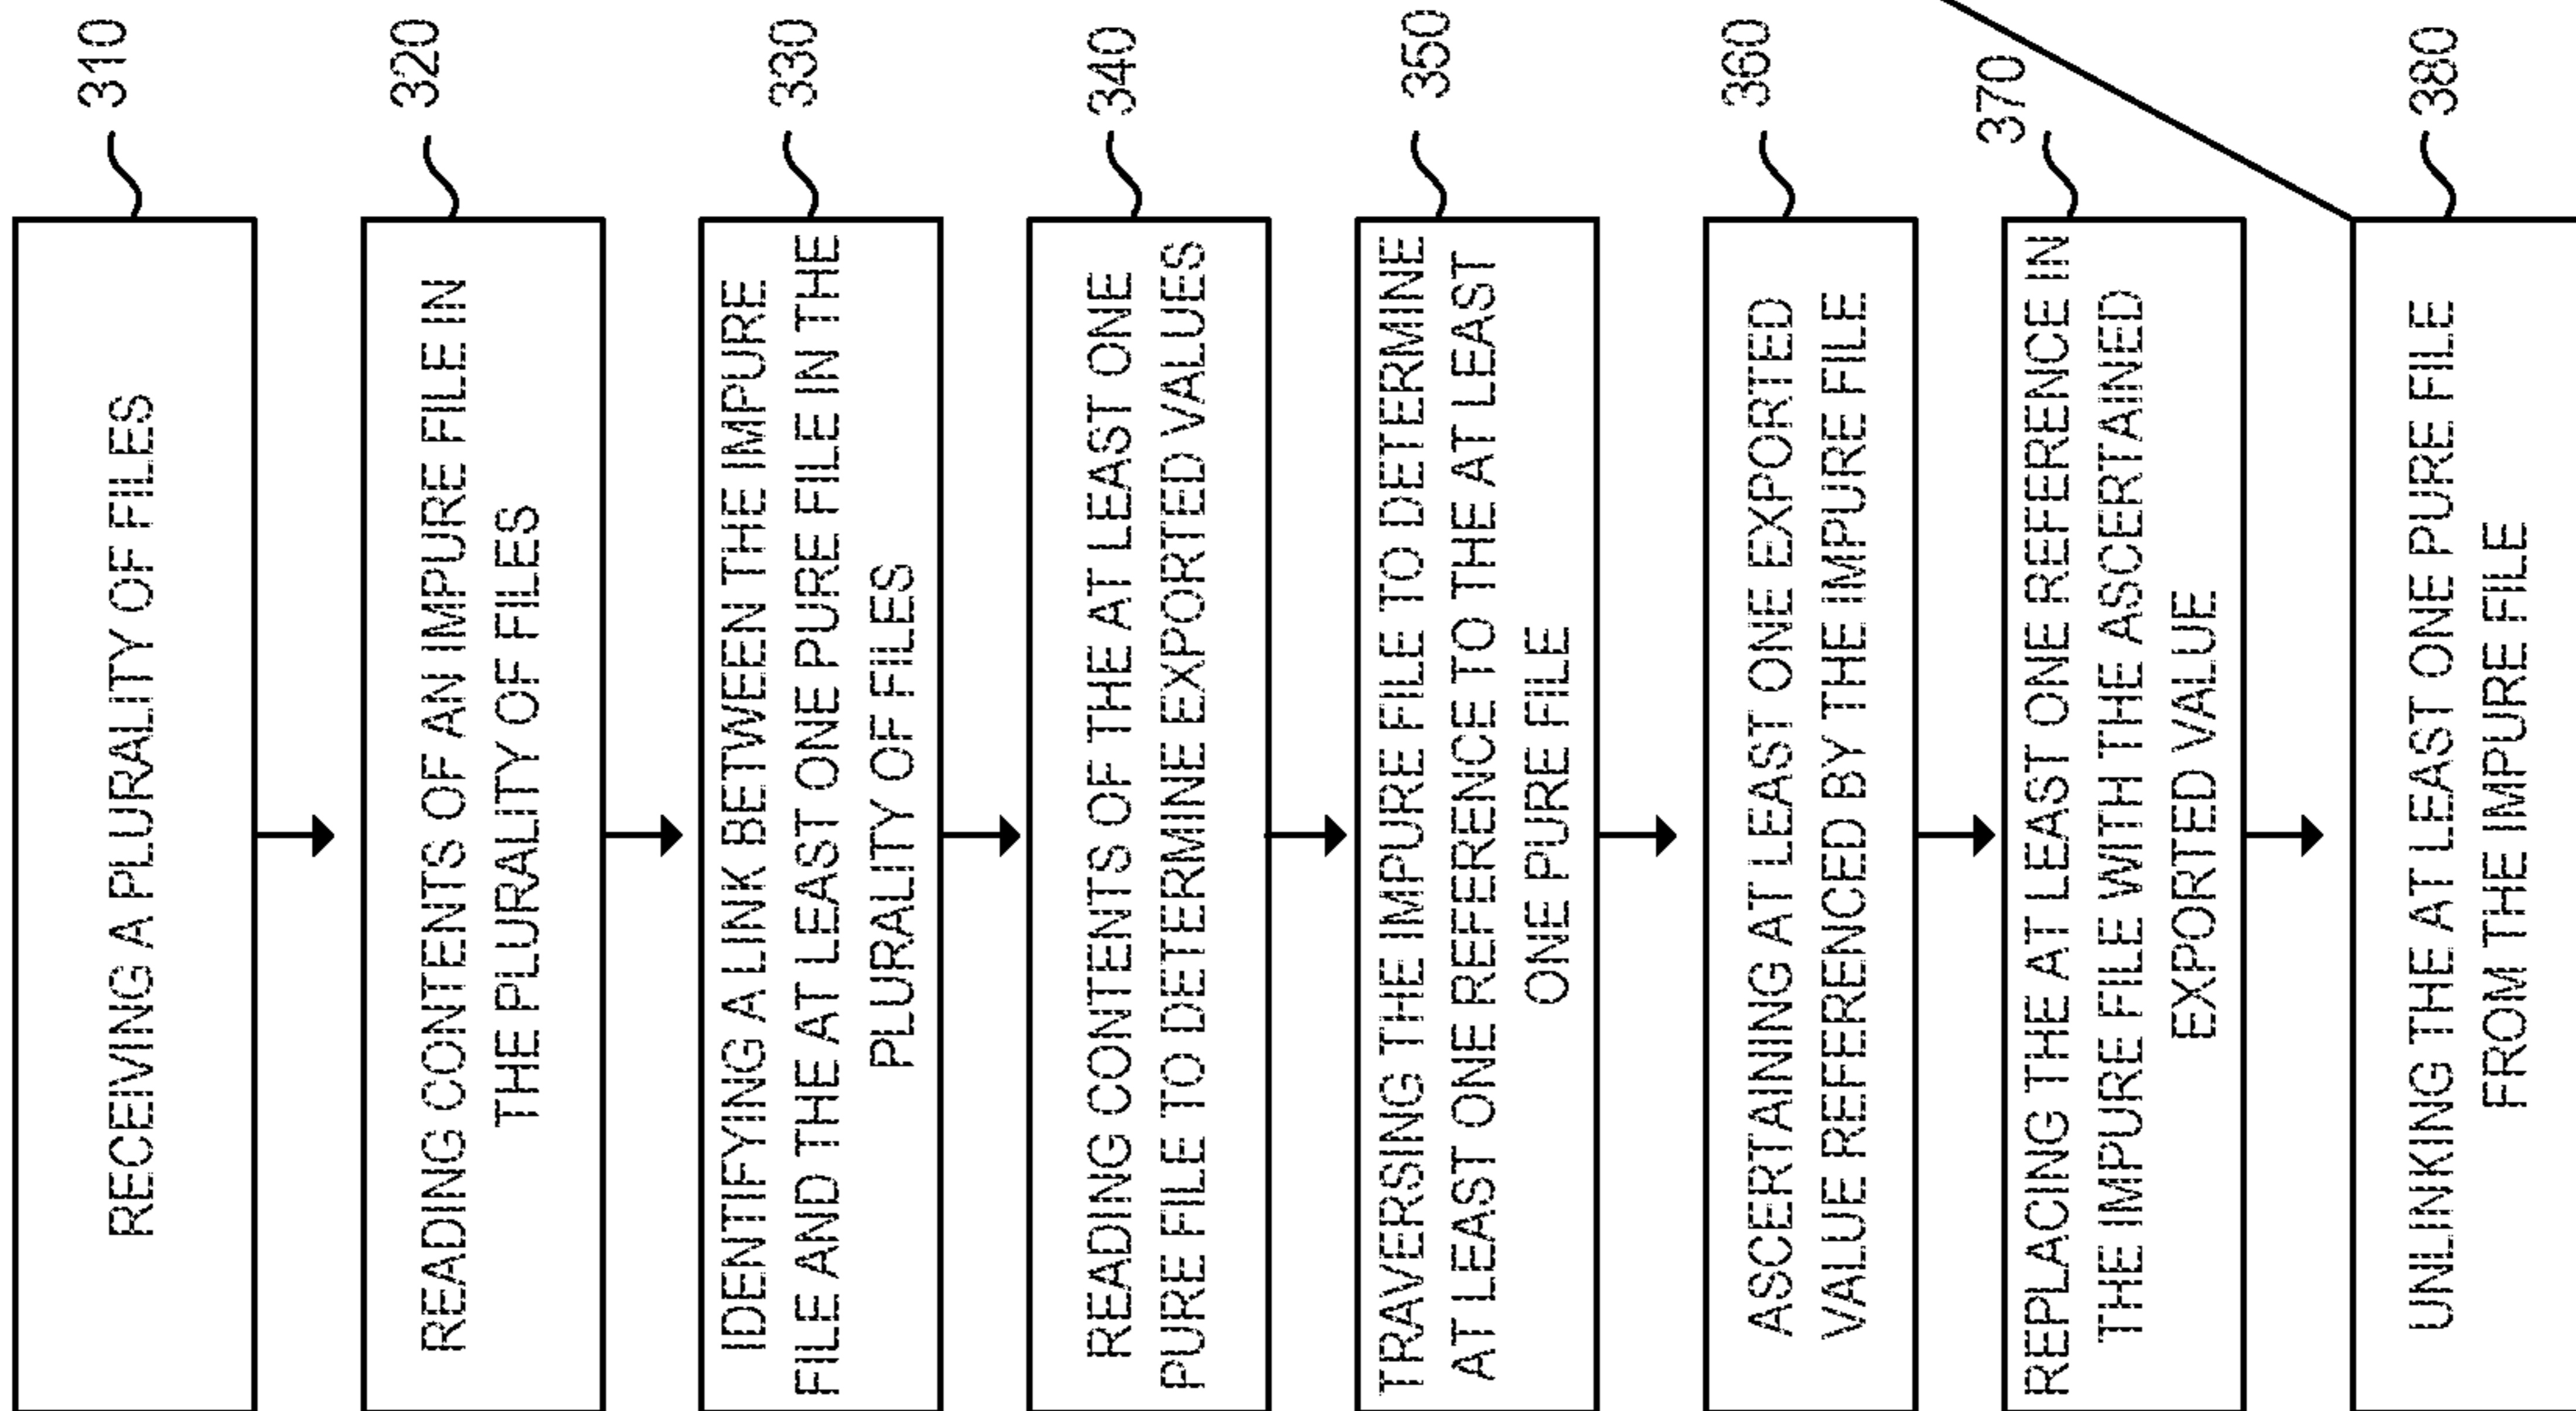 310
RECEIVING A PLURALITY OF FILES
320
READING CONTENTS OF AN IMPURE FILE IN
THE PLURALITY OF FILES
330
IDENTIFYING A LINK BETWEEN THE IMPURE
FILE AND THE AT LEAST ONE PURE FILE IN THE
PLURALITY OF FILES
340
READING CONTENTS OF THE AT LEAST ONE
PURE FILE TO DETERMINE EXPORTED VALUES
350
TRAVERSING THE IMPURE FILE TO DETERMINE
AT LEAST ONE REFERENCE TO THE AT LEAST
ONE PURE FILE
360
ASCERTAINING AT LEAST ONE EXPORTED
VALUE REFERENCED BY THE IMPURE FILE
370
REPLACING THE AT LEAST ONE REFERENCE IN
THE IMPURE FILE WITH THE ASCERTAINED
EXPORTED VALUE
380
UNLINKING THE AT LEAST ONE PURE FILE
FROM THE IMPURE FILE